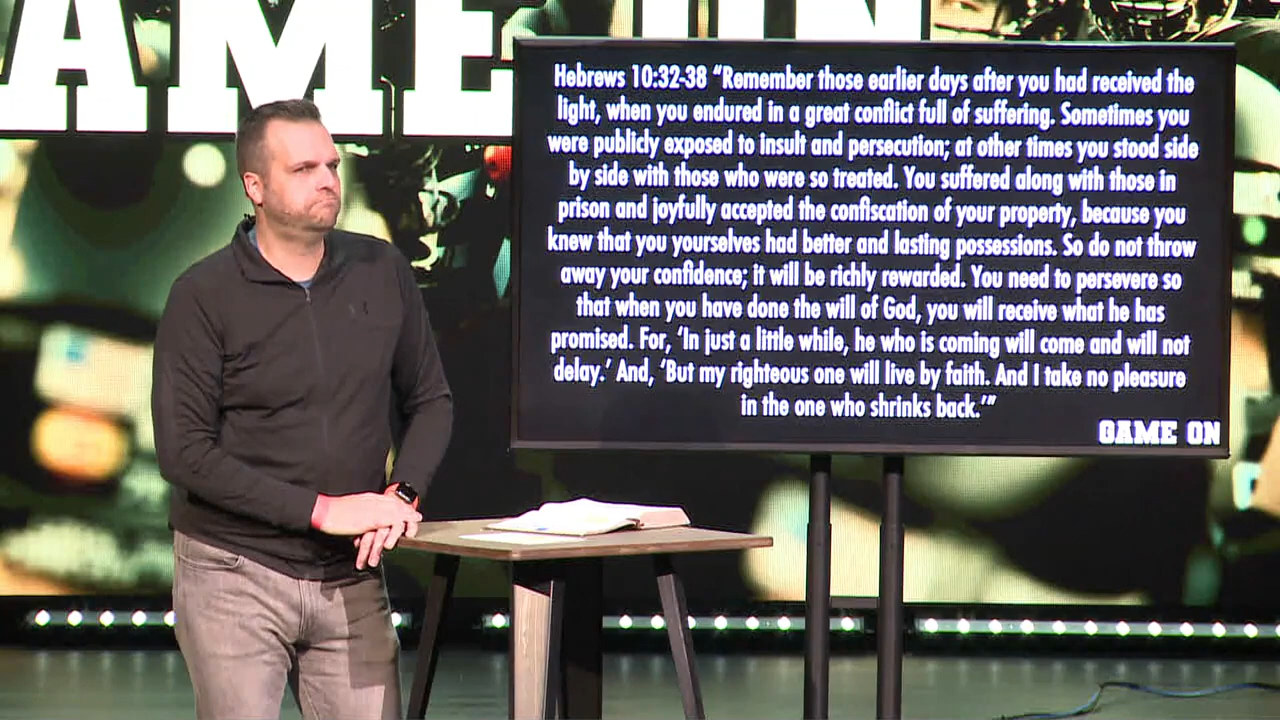 GAME ON
Hebrews 10:32-38 “Remember those earlier days after you had received the
light, when you endured in a great conflict full of suffering. Sometimes you
were publicly exposed to insult and persecution; at other times you stood side
by side with those who were so treated. You suffered along with those in
prison and joyfully accepted the confiscation of your property, because you
knew that you yourselves had better and lasting possessions. So do not throw
away your confidence; it will be richly rewarded. You need to persevere so
that when you have done the will of God, you will receive what he has
promised. For, ‘In just a little while, he who is coming will come and will not
delay.’ And, ‘But my righteous one will live by faith. And I take no pleasure
in the one who shrinks back.’”
GAME ON